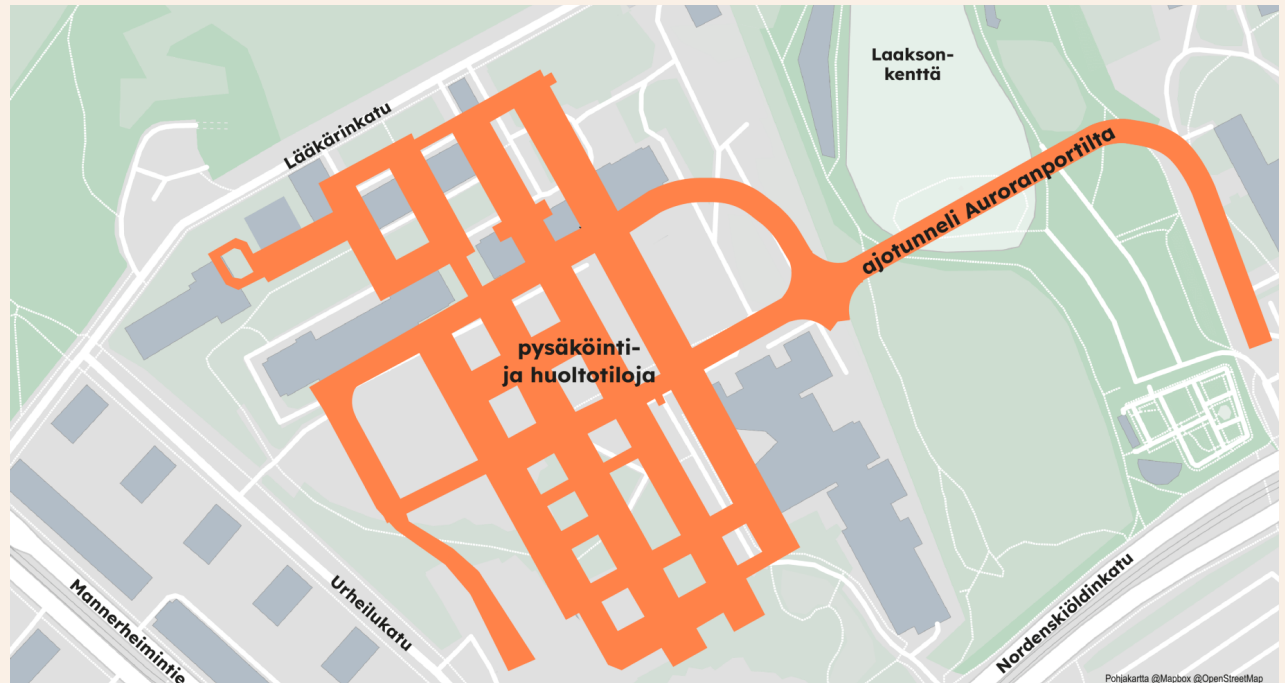 Laakson-
kenttä
Lääkärinkatu
ajotunneli Auroranportilta
pysäköinti-
ja huoltotiloja
Mannerheimintie
Urheilukatu
Nordenskiöldinkatu
Pohjakartta @Mapbox @OpenStreetMap